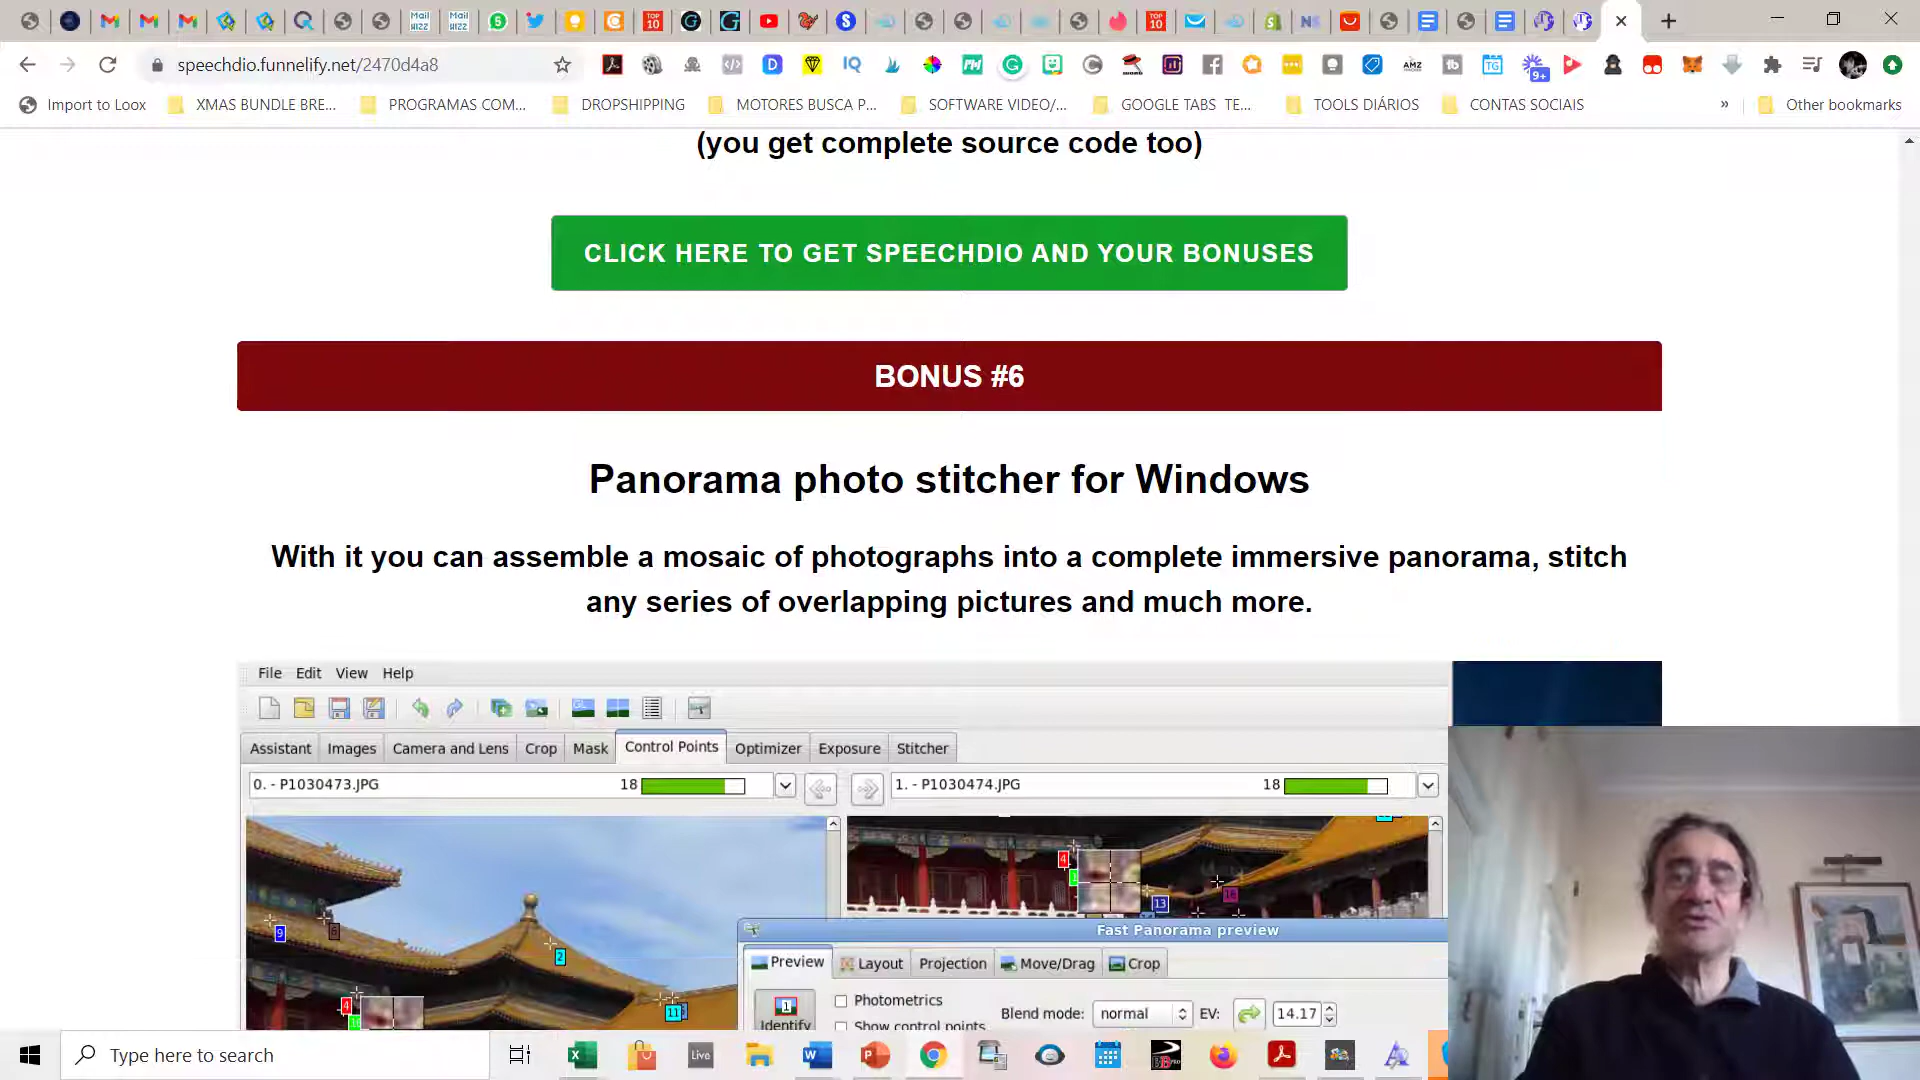 speechdio.funnelify.net/2470d4a8
Import to Loox
XMAS BUNDLE BRE...
PROGRAMAS COM...
DROPSHIPPING
MOTORES BUSCA P...
SOFTWARE VIDEO/...
GOOGLE TABS TE...
TOOLS DIÁRIOS
CONTAS SOCIAIS
»
Other bookmarks
(you get complete source code too)
CLICK HERE TO GET SPEECHDIO AND YOUR BONUSES
BONUS #6
Panorama photo stitcher for Windows
With it you can assemble a mosaic of photographs into a complete immersive panorama, stitch
any series of overlapping pictures and much more.
File Edit View Help
Assistant Images Camera and Lens Crop Mask Control Points Optimizer Exposure Stitcher
0. - P1030473.JPG 18
1. - P1030474.JPG 18
Fast Panorama preview
Preview Layout Projection Move/Drag Crop
Identify
Photometrics
Show control points
Blend mode: normal EV: 14.17
Type here to search